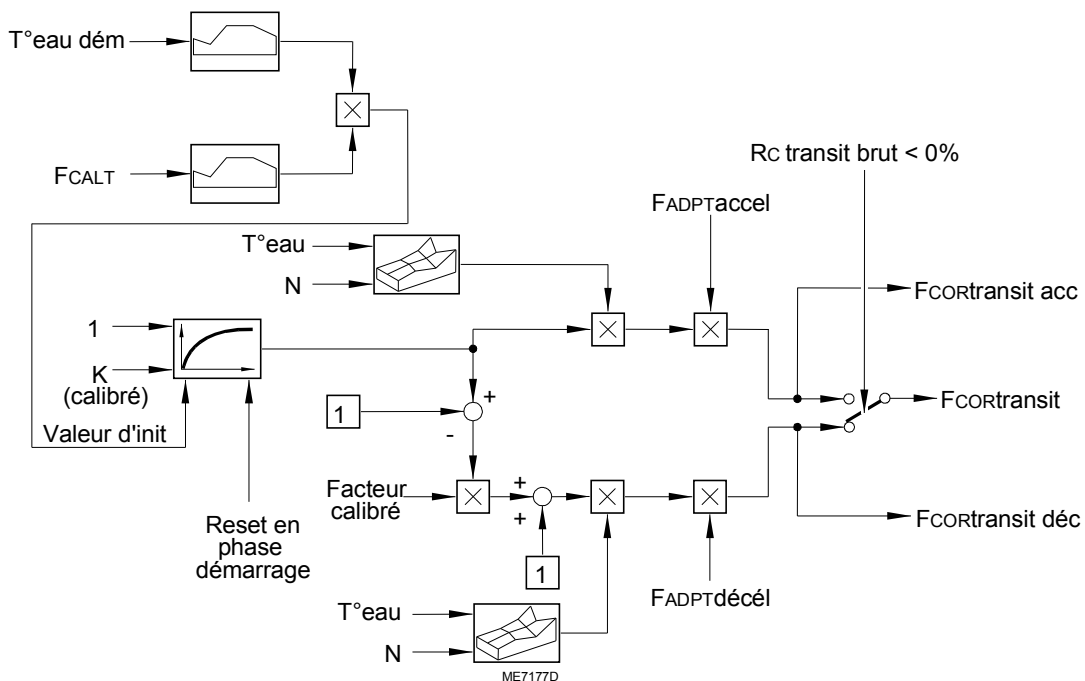 T°eau dém
FCALT
RC transit brut < 0%
FADPTaccel
T°eau
N
FCORtransit acc
1
K
(calibré)
FCORtransit
1
+
-
Valeur d'init
Facteur
calibré
+
+
Reset en
phase
démarrage
1
FCORtransit déc
FADPTdécél
T°eau
N
ME7177D